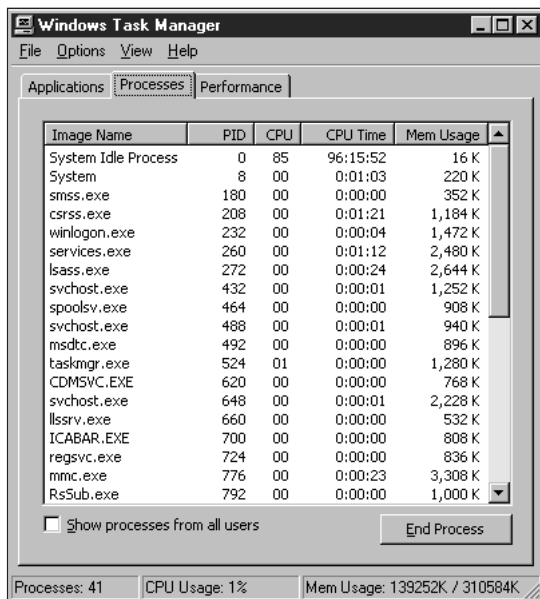 Windows Task Manager
File Options View Help
Applications Processes Performance
Image Name PID CPU CPU Time Mem Usage
System Idle Process 0 85 96:15:52 16 K
System 8 00 0:01:03 220 K
smss.exe 180 00 0:00:00 352 K
csrss.exe 208 00 0:01:21 1,184 K
winlogon.exe 232 00 0:00:04 1,472 K
services.exe 260 00 0:01:12 2,480 K
lsass.exe 272 00 0:00:24 2,644 K
svchost.exe 432 00 0:00:01 1,252 K
spoolsv.exe 464 00 0:00:00 908 K
svchost.exe 488 00 0:00:01 940 K
msdtc.exe 492 00 0:00:00 896 K
taskmgr.exe 524 01 0:00:00 1,280 K
CDMSVC.EXE 620 00 0:00:00 768 K
svchost.exe 648 00 0:00:01 2,228 K
llssrv.exe 660 00 0:00:00 532 K
ICABAR.EXE 700 00 0:00:00 808 K
regsvc.exe 724 00 0:00:00 836 K
mmc.exe 776 00 0:00:23 3,308 K
RsSub.exe 792 00 0:00:00 1,000 K
Show processes from all users End Process
Processes: 41 CPU Usage: 1% Mem Usage: 139252K / 310584K